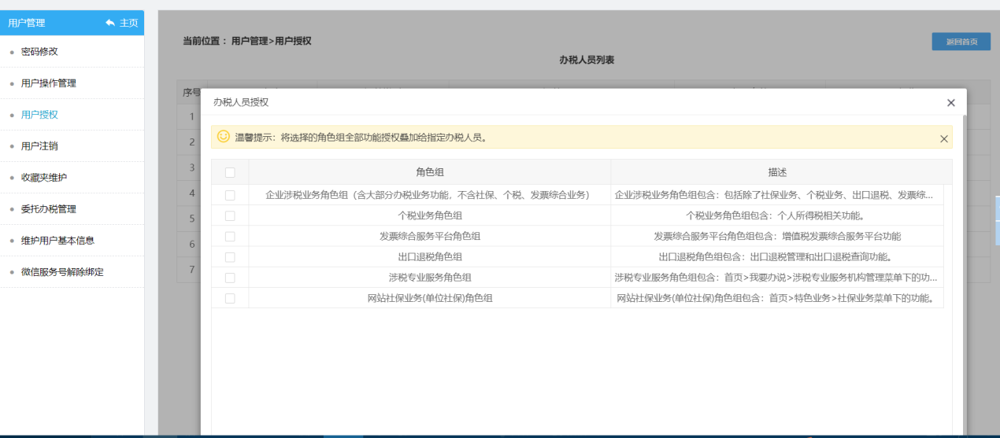 用户管理
主页
密码修改
用户操作管理
用户授权
用户注销
收藏夹维护
委托办税管理
维护用户基本信息
微信服务号解除绑定
当前位置：用户管理>用户授权
返回首页
办税人员列表
序号
1
2
3
4
5
6
7
办税人员授权
温馨提示：将选择的角色组全部功能授权叠加给指定办税人员。
角色组 描述
企业涉税业务角色组（含大部分办税业务功能，不含社保、个税、发票综合业务） 企业涉税业务角色组包含：包括除了社保业务、个税业务、出口退税、发票综...
个税业务角色组 个税业务角色组包含：个人所得税相关功能。
发票综合服务平台角色组 发票综合服务平台角色组包含：增值税发票综合服务平台功能
出口退税角色组 出口退税角色组包含：出口退税管理和出口退税查询功能。
涉税专业服务角色组 涉税专业服务角色组包含：首页>我要办说>涉税专业服务机构管理菜单下的功...
网站社保业务(单位社保)角色组 网站社保业务(单位社保)角色组包含：首页>特色业务>社保业务菜单下的功能。